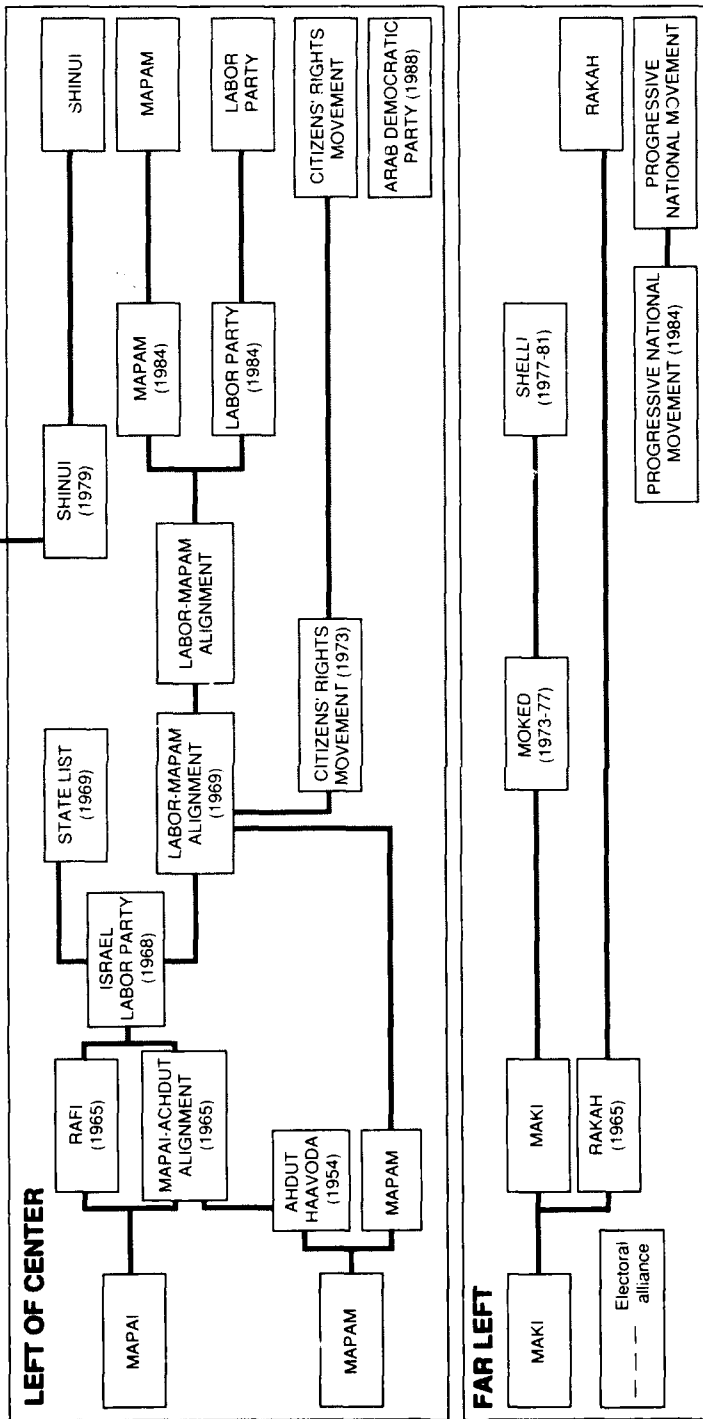 LEFT OF CENTER
MAPAI
MAPAM
RAFI
(1965)
MAPAI-ACHDUT
ALIGNMENT
(1965)
AHDUT
HAAVODA
(1954)
MAPAM
ISRAEL
LABOR PARTY
(1968)
STATE LIST
(1969)
LABOR-MAPAM
ALIGNMENT
(1969)
CITIZENS' RIGHTS
MOVEMENT (1973)
LABOR-MAPAM
ALIGNMENT
SHINUI
(1979)
MAPAM
(1984)
LABOR PARTY
(1984)
SHINUI
MAPAM
LABOR
PARTY
CITIZENS' RIGHTS
MOVEMENT
ARAB DEMOCRATIC
PARTY (1988)
FAR LEFT
MAKI
Electoral
alliance
MAKI
RAKAH
(1965)
MOKED
(1973-77)
SHELLI
(1977-81)
PROGRESSIVE NATIONAL
MOVEMENT (1984)
RAKAH
PROGRESSIVE
NATIONAL MOVEMENT